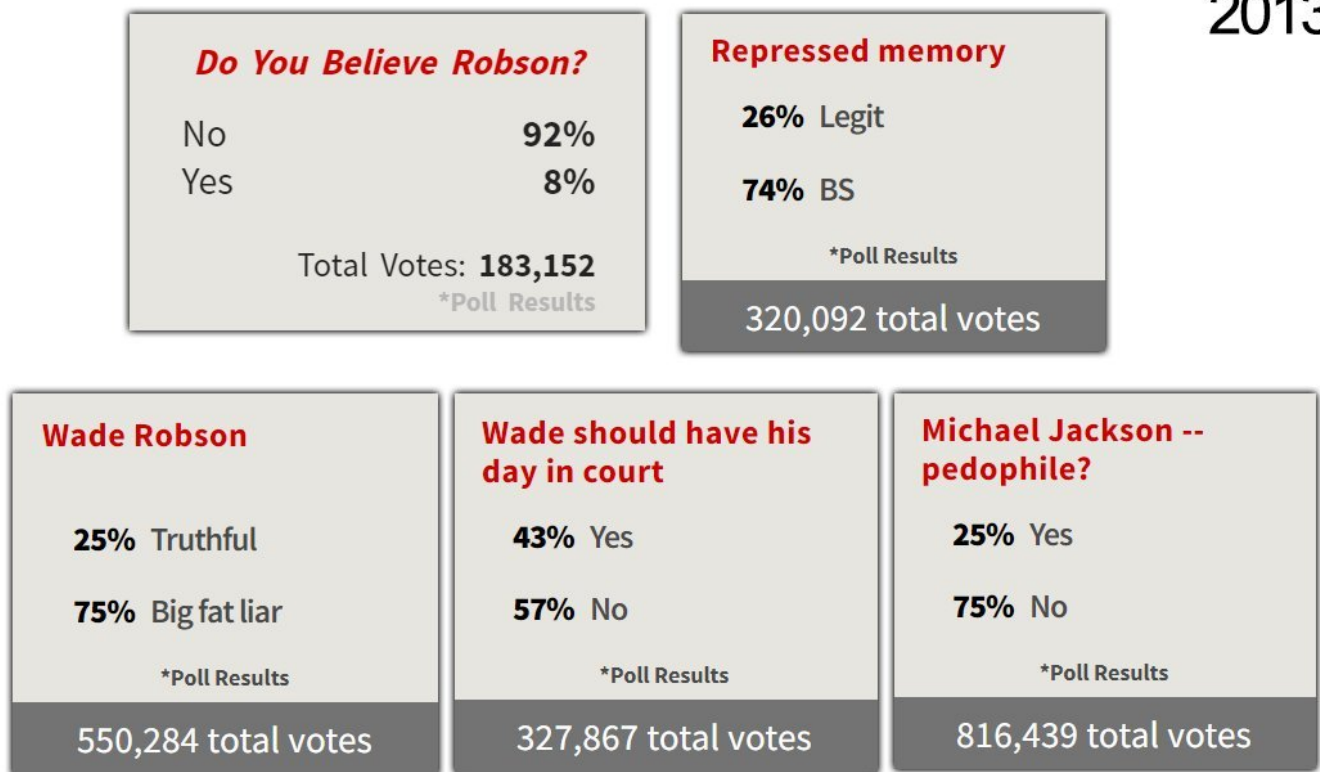 2013
Do You Believe Robson?
No 92%
Yes 8%
Total Votes: 183,152
*Poll Results
Repressed memory
26% Legit
74% BS
*Poll Results
320,092 total votes
Wade Robson
25% Truthful
75% Big fat liar
*Poll Results
550,284 total votes
Wade should have his
day in court
43% Yes
57% No
*Poll Results
327,867 total votes
Michael Jackson --
pedophile?
25% Yes
75% No
*Poll Results
816,439 total votes